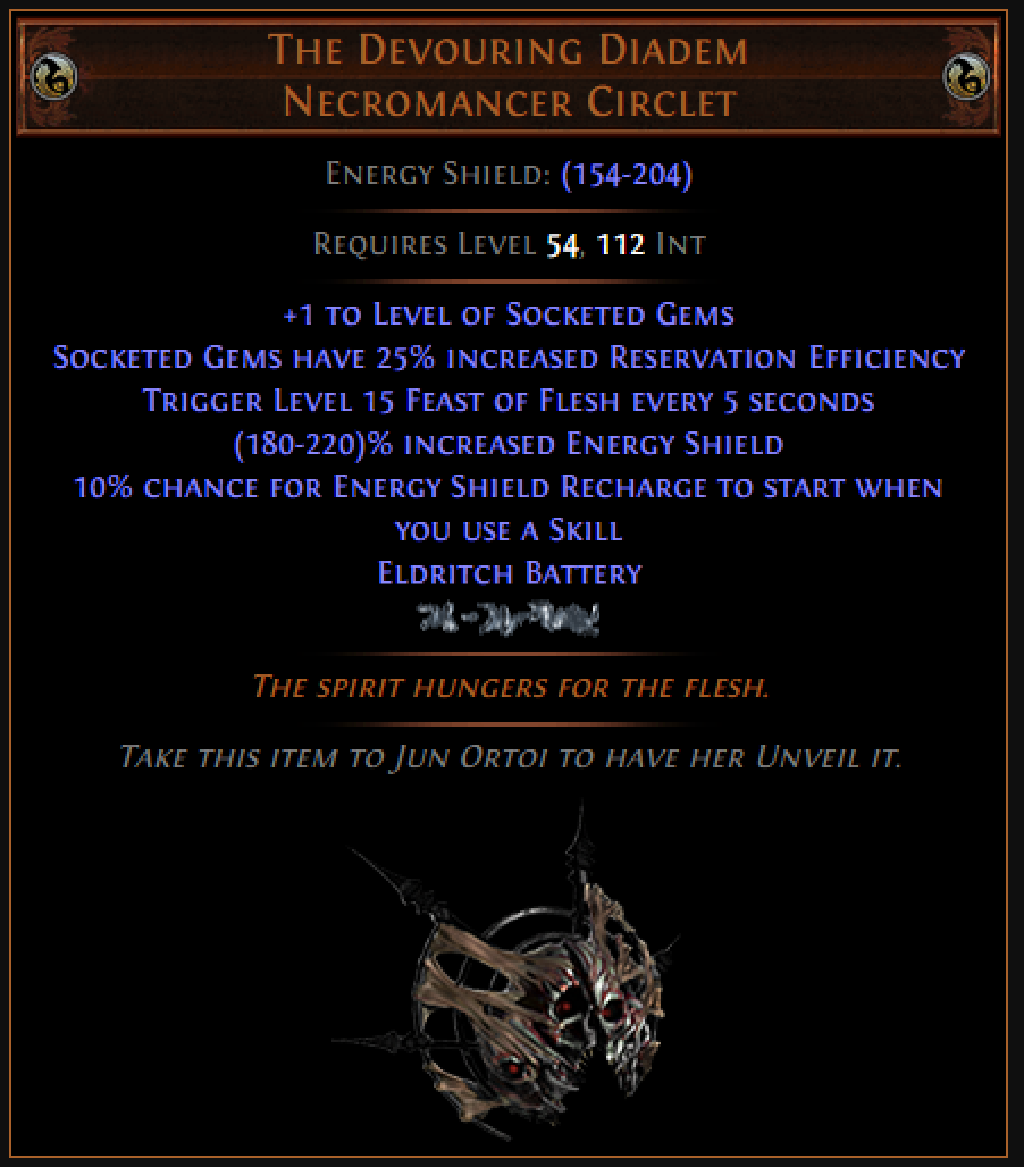 The Devouring Diadem
Necromancer Circlet
Energy Shield: (154-204)
Requires Level 54, 112 Int
+1 to Level of Socketed Gems
Socketed Gems have 25% increased Reservation Efficiency
Trigger Level 15 Feast of Flesh every 5 seconds
(180-220)% increased Energy Shield
10% chance for Energy Shield Recharge to start when
you use a Skill
Eldritch Battery
The spirit hungers for the flesh.
Take this item to Jun Ortoi to have her Unveil it.